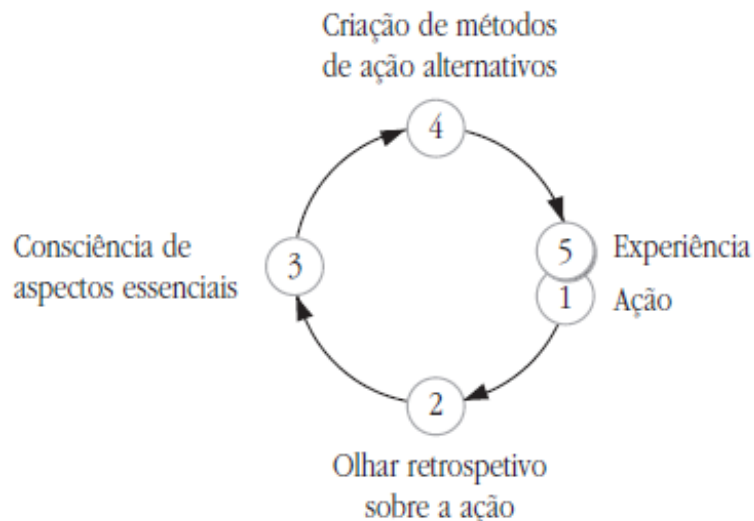 Criação de métodos
de ação alternativos
4
Consciência de
aspectos essenciais
3
5
Experiência
1
Ação
2
Olhar retrospetivo
sobre a ação